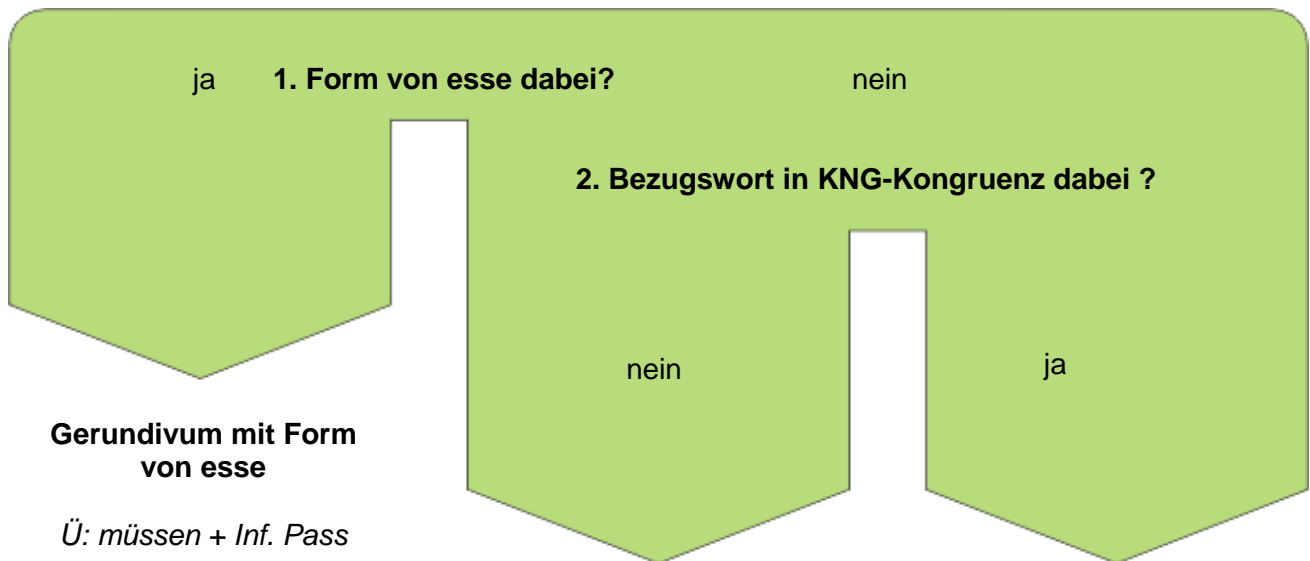 ja 1. Form von esse dabei? nein
2. Bezugswort in KNG-Kongruenz dabei ?
nein ja
Gerundivum mit Form
von esse
Ü: müssen + Inf. Pass